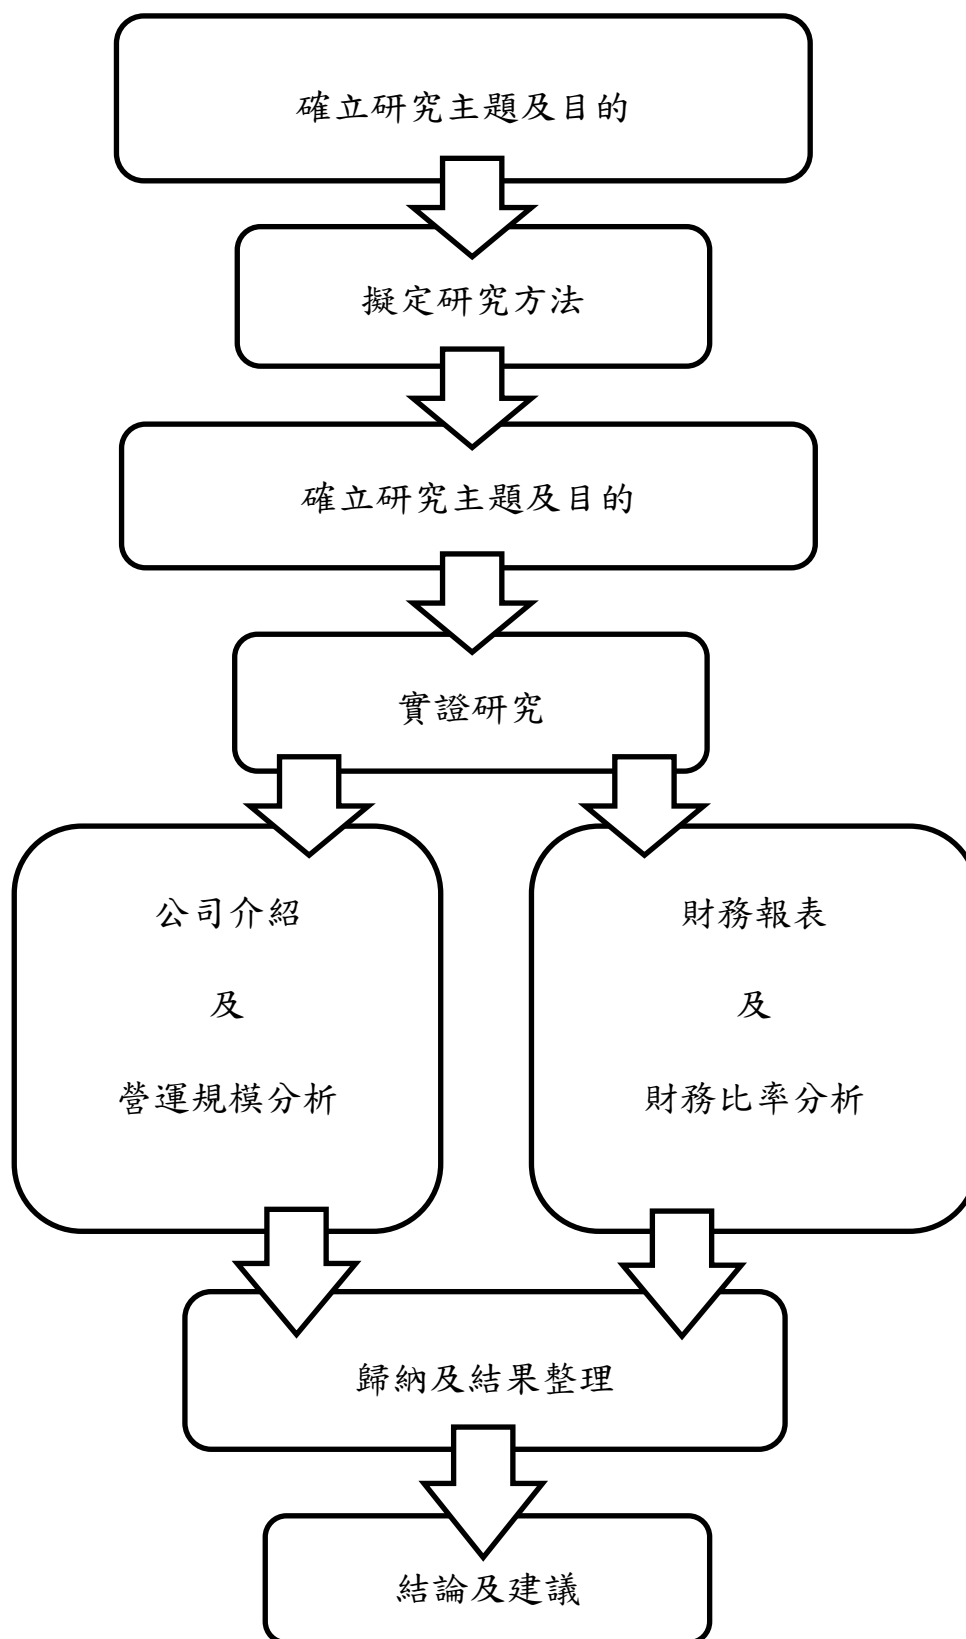 確立研究主題及目的
擬定研究方法
確立研究主題及目的
實證研究
公司介紹
及
營運規模分析
財務報表
及
財務比率分析
歸納及結果整理
結論及建議